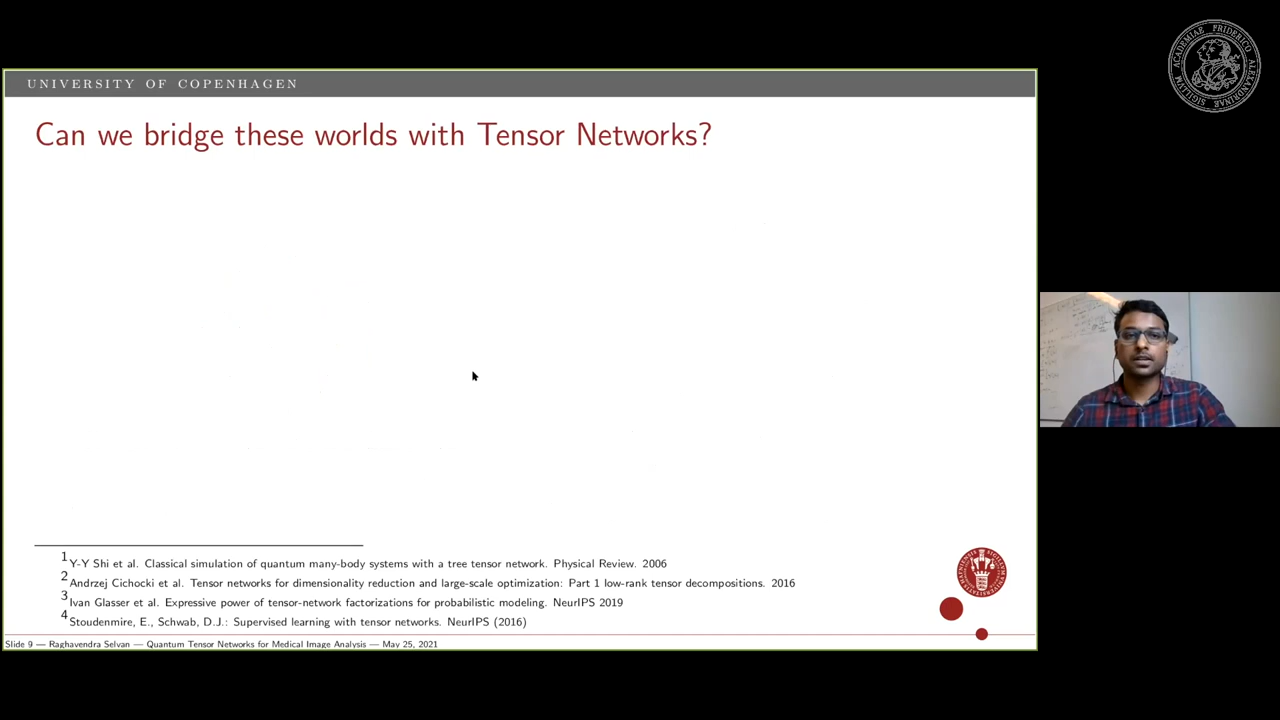 UNIVERSITY OF COPENHAGEN
Can we bridge these worlds with Tensor Networks?
1 Y-Y Shi et al. Classical simulation of quantum many-body systems with a tree tensor network. Physical Review. 2006
2 Andrzej Cichocki et al. Tensor networks for dimensionality reduction and large-scale optimization: Part 1 low-rank tensor decompositions. 2016
3 Ivan Glasser et al. Expressive power of tensor-network factorizations for probabilistic modeling. NeurIPS 2019
4 Stoudenmire, E., Schwab, D.J.: Supervised learning with tensor networks. NeurIPS (2016)
Slide 9 — Raghavendra Selvan — Quantum Tensor Networks for Medical Image Analysis — May 25, 2021
ACADEMIAE FRIDERICO ALEXANDRINAE SIGILLVM